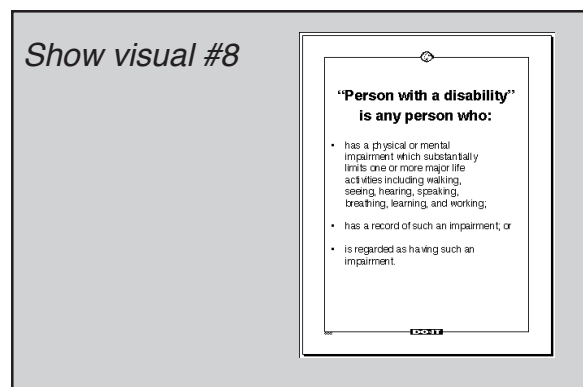 Show visual #8
“Person with a disability”
is any person who:
• has a physical or mental
impairment which substantially
limits one or more major life
activities including walking,
seeing, hearing, speaking,
breathing, learning, and working;
• has a record of such an impairment; or
• is regarded as having such an
impairment.
DO-IT